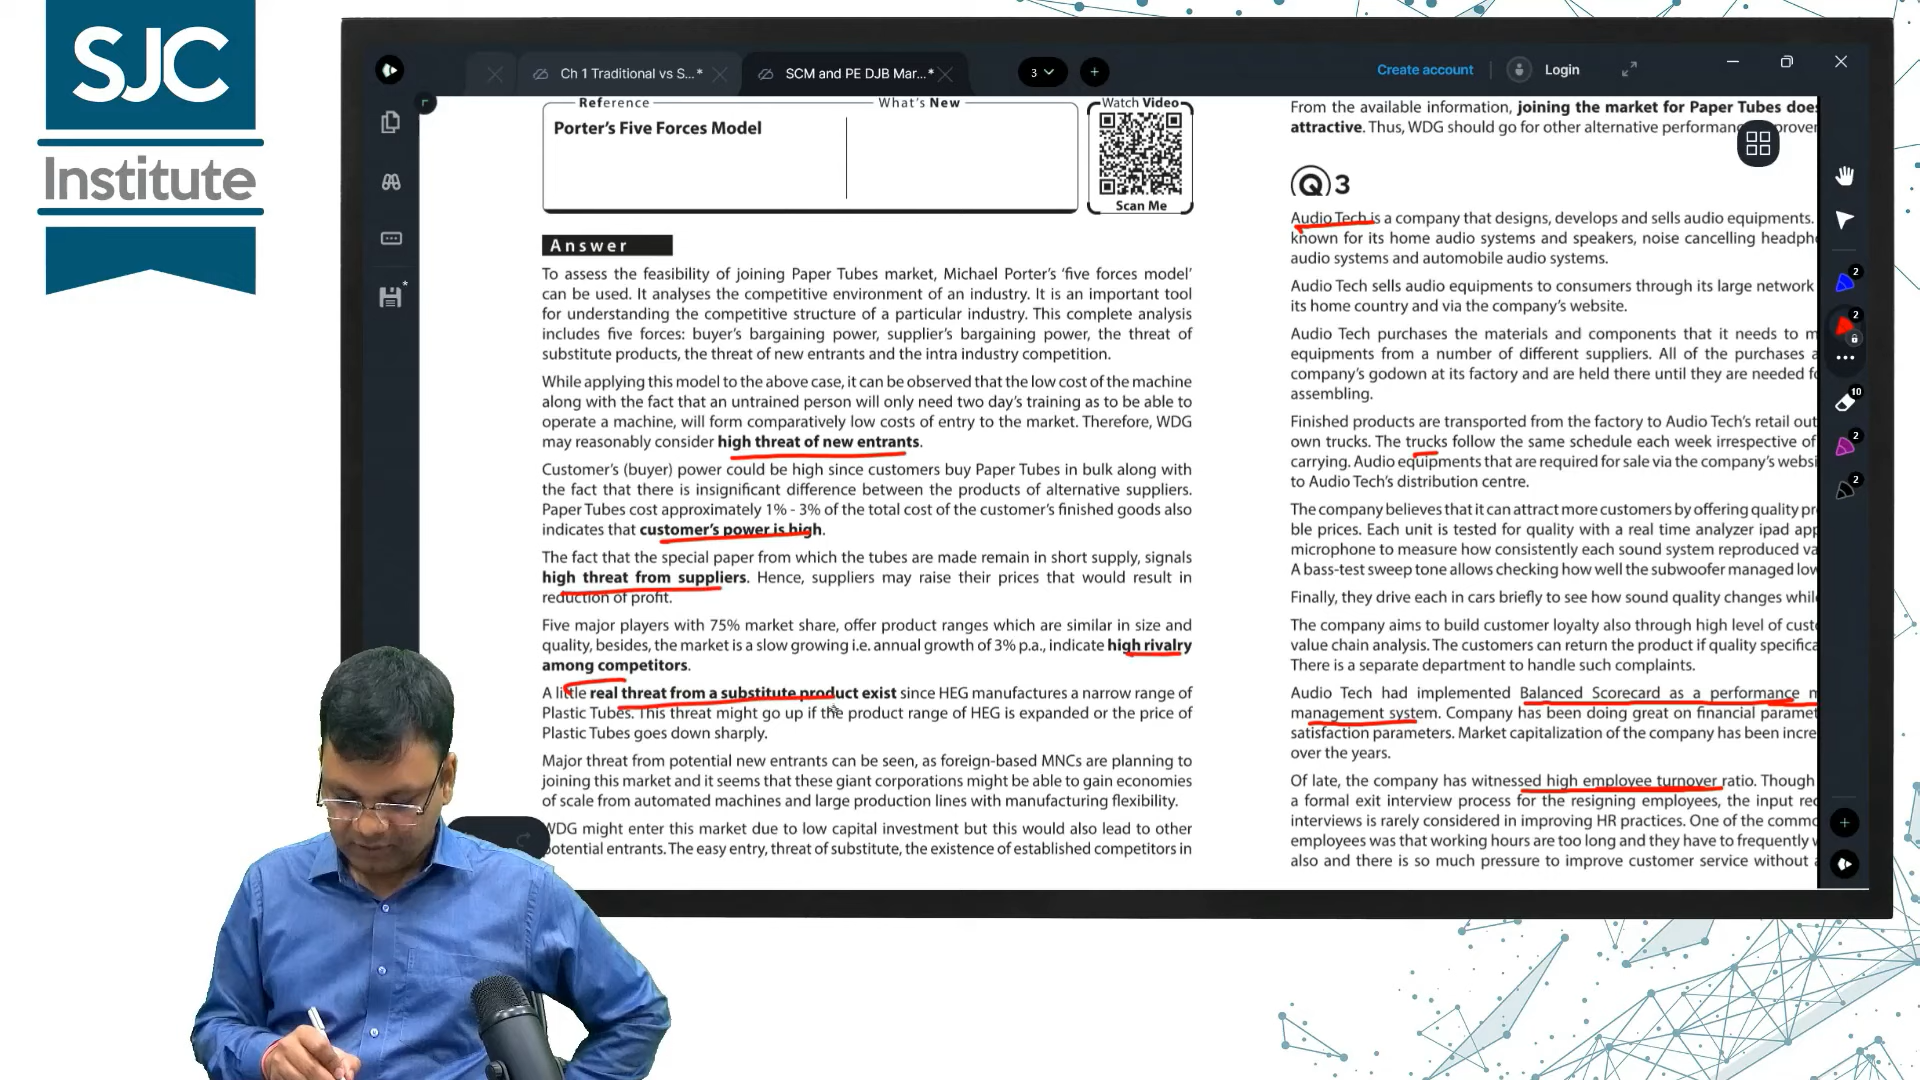 SJC
Institute
Ch 1 Traditional vs S...*
SCM and PE DJB Mar...*
3
Create account
Login
Reference
What's New
Porter's Five Forces Model
Watch Video
Scan Me
Answer
To assess the feasibility of joining Paper Tubes market, Michael Porter's 'five forces model'
can be used. It analyses the competitive environment of an industry. It is an important tool
for understanding the competitive structure of a particular industry. This complete analysis
includes five forces: buyer's bargaining power, supplier's bargaining power, the threat of
substitute products, the threat of new entrants and the intra industry competition.
While applying this model to the above case, it can be observed that the low cost of the machine
along with the fact that an untrained person will only need two day's training as to be able to
operate a machine, will form comparatively low costs of entry to the market. Therefore, WDG
may reasonably consider high threat of new entrants.
Customer's (buyer) power could be high since customers buy Paper Tubes in bulk along with
the fact that there is insignificant difference between the products of alternative suppliers.
Paper Tubes cost approximately 1% - 3% of the total cost of the customer's finished goods also
indicates that customer's power is high.
The fact that the special paper from which the tubes are made remain in short supply, signals
high threat from suppliers. Hence, suppliers may raise their prices that would result in
reduction of profit.
Five major players with 75% market share, offer product ranges which are similar in size and
quality, besides, the market is a slow growing i.e. annual growth of 3% p.a., indicate high rivalry
among competitors.
A little real threat from a substitute product exist since HEG manufactures a narrow range of
Plastic Tubes. This threat might go up if the product range of HEG is expanded or the price of
Plastic Tubes goes down sharply.
Major threat from potential new entrants can be seen, as foreign-based MNCs are planning to
joining this market and it seems that these giant corporations might be able to gain economies
of scale from automated machines and large production lines with manufacturing flexibility.
WDG might enter this market due to low capital investment but this would also lead to other
potential entrants. The easy entry, threat of substitute, the existence of established competitors in
From the available information, joining the market for Paper Tubes does
attractive. Thus, WDG should go for other alternative
Q 3
Audio Tech is a company that designs, develops and sells audio equipments.
known for its home audio systems and speakers, noise cancelling
audio systems and automobile audio systems.
Audio Tech sells audio equipments to consumers through its large network
its home country and via the company's website.
Audio Tech purchases the materials and components that it needs to
equipments from a number of different suppliers. All of the purchases
company's godown at its factory and are held there until they are needed
assembling.
Finished products are transported from the factory to Audio Tech's retail
own trucks. The trucks follow the same schedule each week irrespective of
carrying. Audio equipments that are required for sale via the company's
to Audio Tech's distribution centre.
The company believes that it can attract more customers by offering quality
ble prices. Each unit is tested for quality with a real time analyzer ipad
microphone to measure how consistently each sound system reproduced
A bass-test sweep tone allows checking how well the subwoofer managed
Finally, they drive each in cars briefly to see how sound quality changes
The company aims to build customer loyalty also through high level of
value chain analysis. The customers can return the product if quality
There is a separate department to handle such complaints.
Audio Tech had implemented Balanced Scorecard as a performance
management system. Company has been doing great on financial
satisfaction parameters. Market capitalization of the company has been
over the years.
Of late, the company has witnessed high employee turnover ratio. Though
a formal exit interview process for the resigning employees, the input
interviews is rarely considered in improving HR practices. One of the
employees was that working hours are too long and they have to frequently
also and there is so much pressure to improve customer service without
2
2
10
2
2